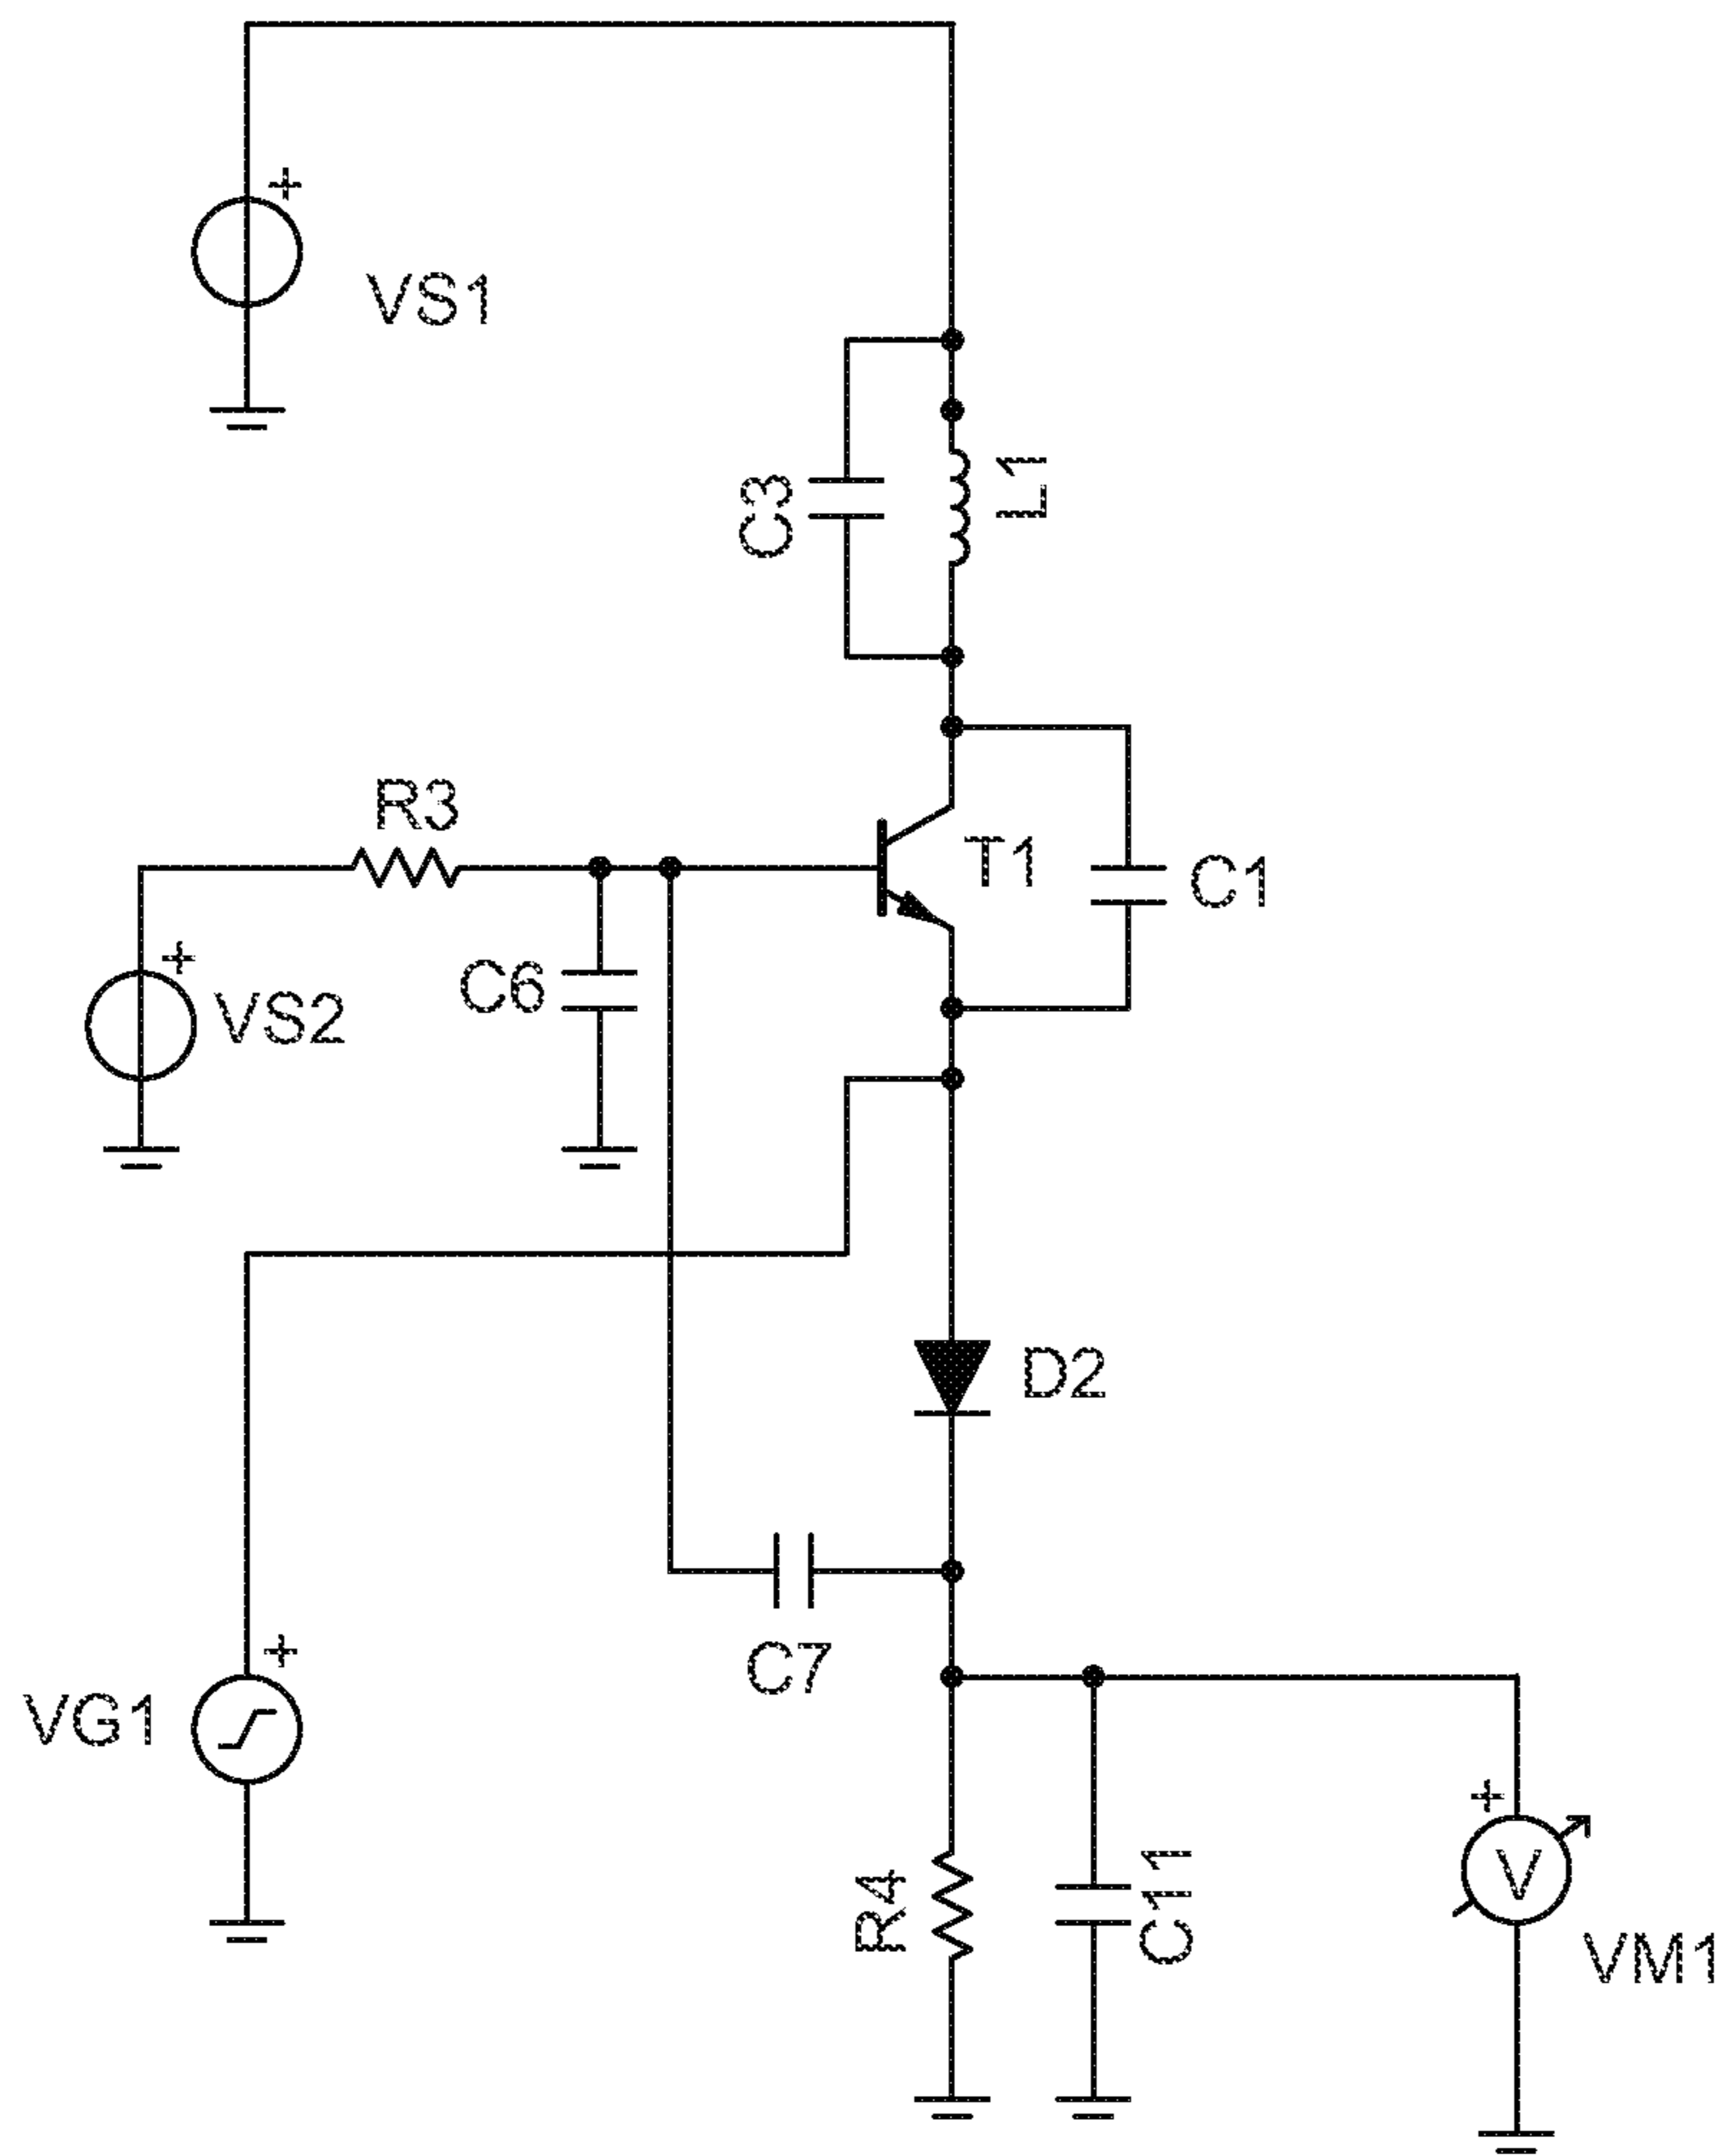 +
VS1
C3
L1
R3
T1
C1
+
VS2
C6
D2
C7
+
VG1
+
V
R4
C11
VM1